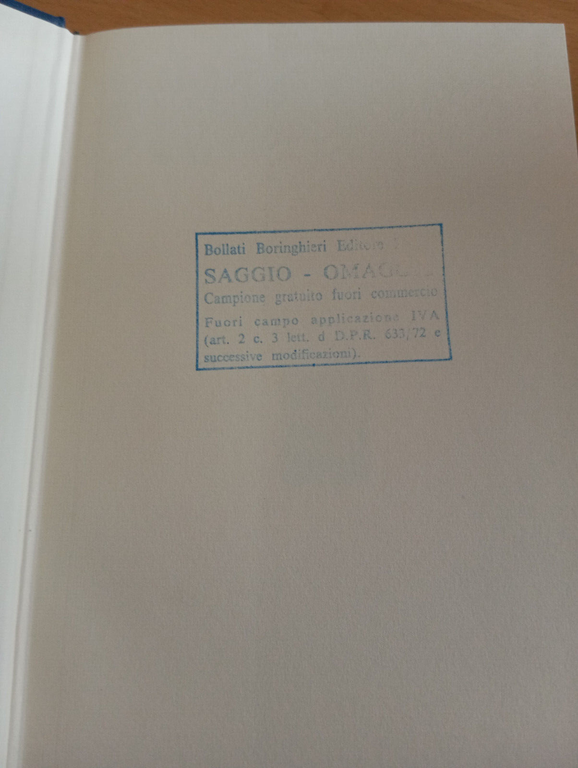 Bollati Boringhieri Editore
SAGGIO -
Campione gratuito fuori commercio
Fuori campo applicazione IVA
(art. 2 c. 3 lett. d D.P.R. 633/72 e
successive modificazioni).